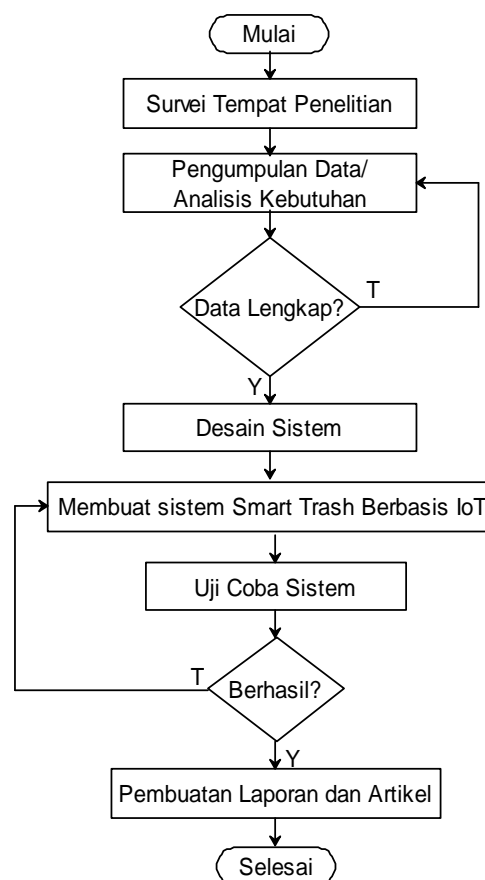 Mulai
Survei Tempat Penelitian
Pengumpulan Data/
Analisis Kebutuhan
Data Lengkap?
T
Y
Desain Sistem
Membuat sistem Smart Trash Berbasis IoT
Uji Coba Sistem
T
Berhasil?
Y
Pembuatan Laporan dan Artikel
Selesai